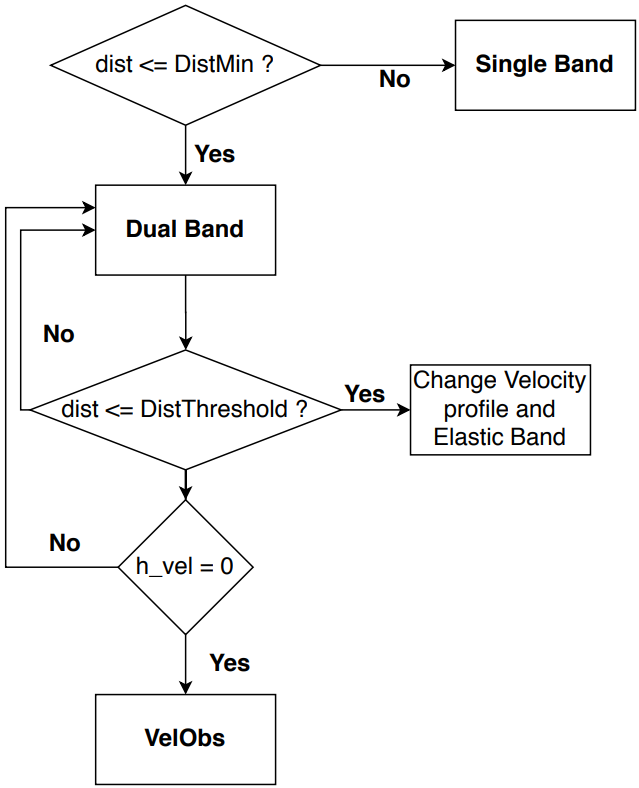 dist <= DistMin ?
No
Single Band
Yes
Dual Band
No
dist <= DistThreshold ?
Yes
Change Velocity
profile and
Elastic Band
No
h_vel = 0
Yes
VelObs